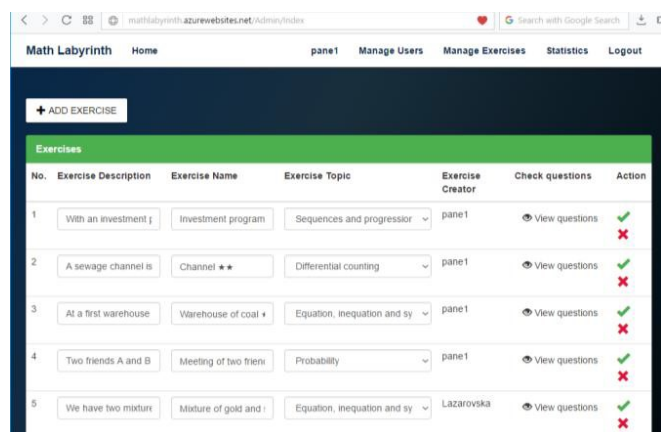 mathlabyrinth.azurewebsites.net/Admin/Index
Search with Google Search
Math Labyrinth Home pane1 Manage Users Manage Exercises Statistics Logout
+ ADD EXERCISE
Exercises
No. Exercise Description Exercise Name Exercise Topic Exercise Creator Check questions Action
1 With an investment p Investment program Sequences and progression pane1 View questions
2 A sewage channel is Channel ★★ Differential counting pane1 View questions
3 At a first warehouse Warehouse of coal Equation, inequation and sy pane1 View questions
4 Two friends A and B Meeting of two friend Probability pane1 View questions
5 We have two mixture Mixture of gold and Equation, inequation and sy Lazarovska View questions